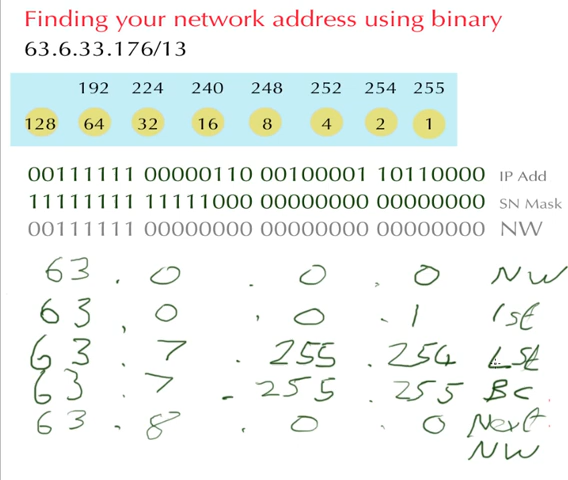 Finding your network address using binary
63.6.33.176/13
192 224 240 248 252 254 255
128 64 32 16 8 4 2 1
00111111 00000110 00100001 10110000 IP Add
11111111 11111000 00000000 00000000 SN Mask
00111111 00000000 00000000 00000000 NW
63 . 0 . 0 . 0 NW
63 . 0 . 0 . 1 1st
63 . 7 . 255 . 254 Lst
63 . 7 . 255 . 255 BC
63 . 8 . 0 . 0 Next
NW